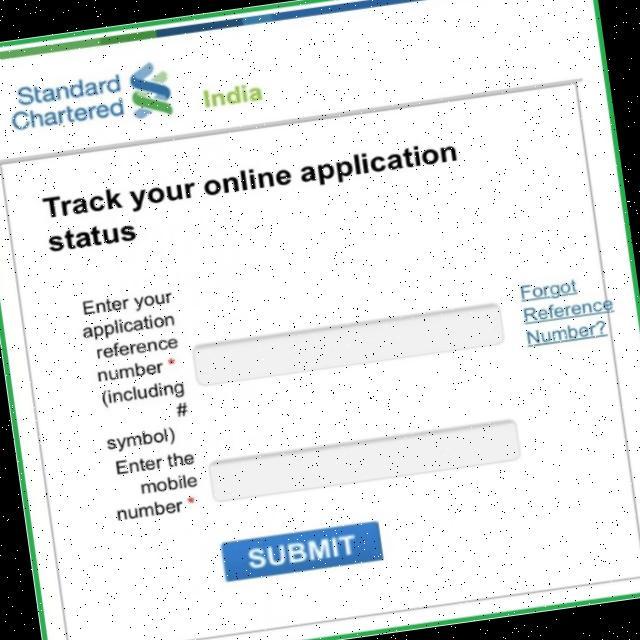 Standard
Chartered
India
Track your online application
status
Enter your
application
reference
number *
(including
#
symbol)
Forgot
Reference
Number?
Enter the
mobile
number *
SUBMIT